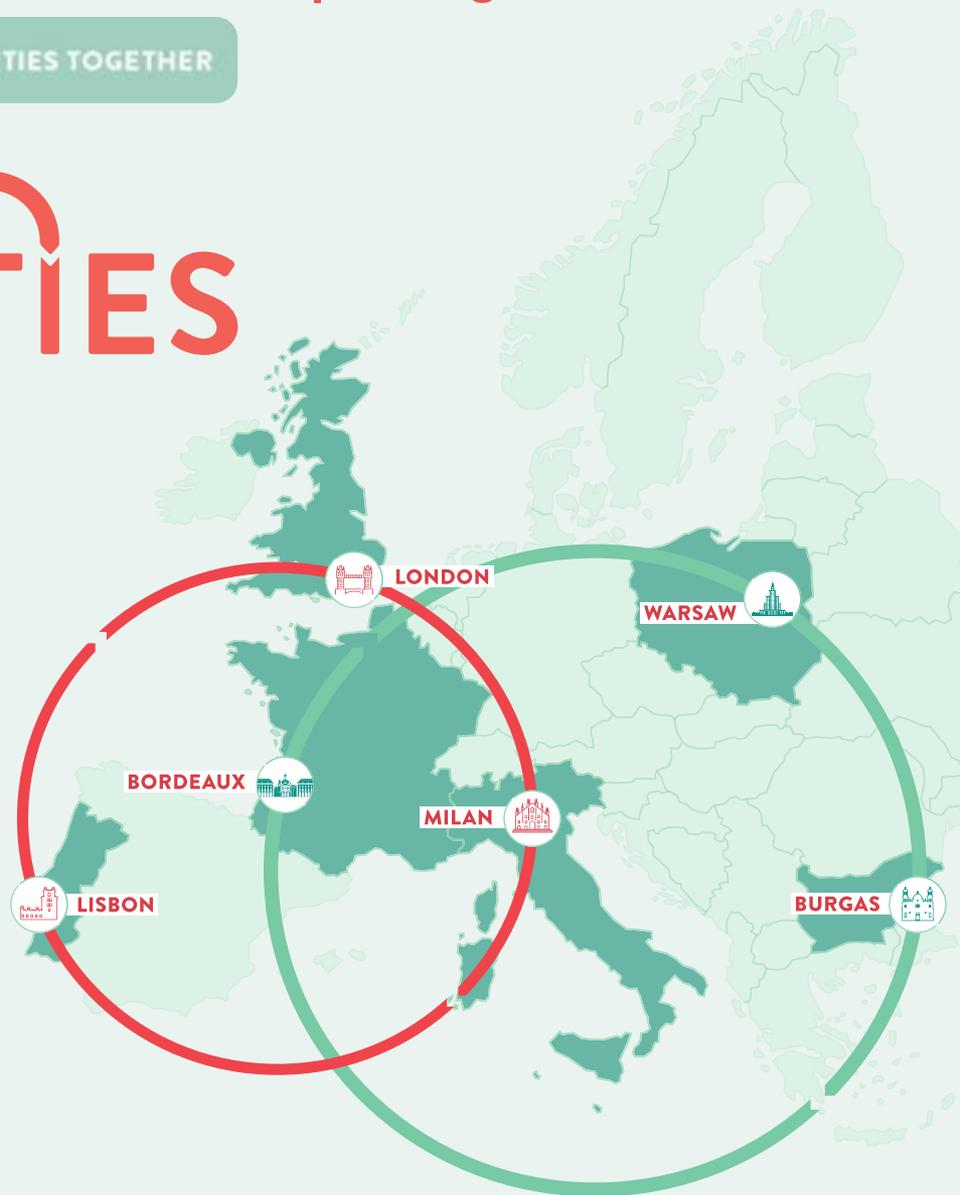 TIES TOGETHER
TIES
LONDON
WARSAW
BORDEAUX
MILAN
LISBON
BURGAS